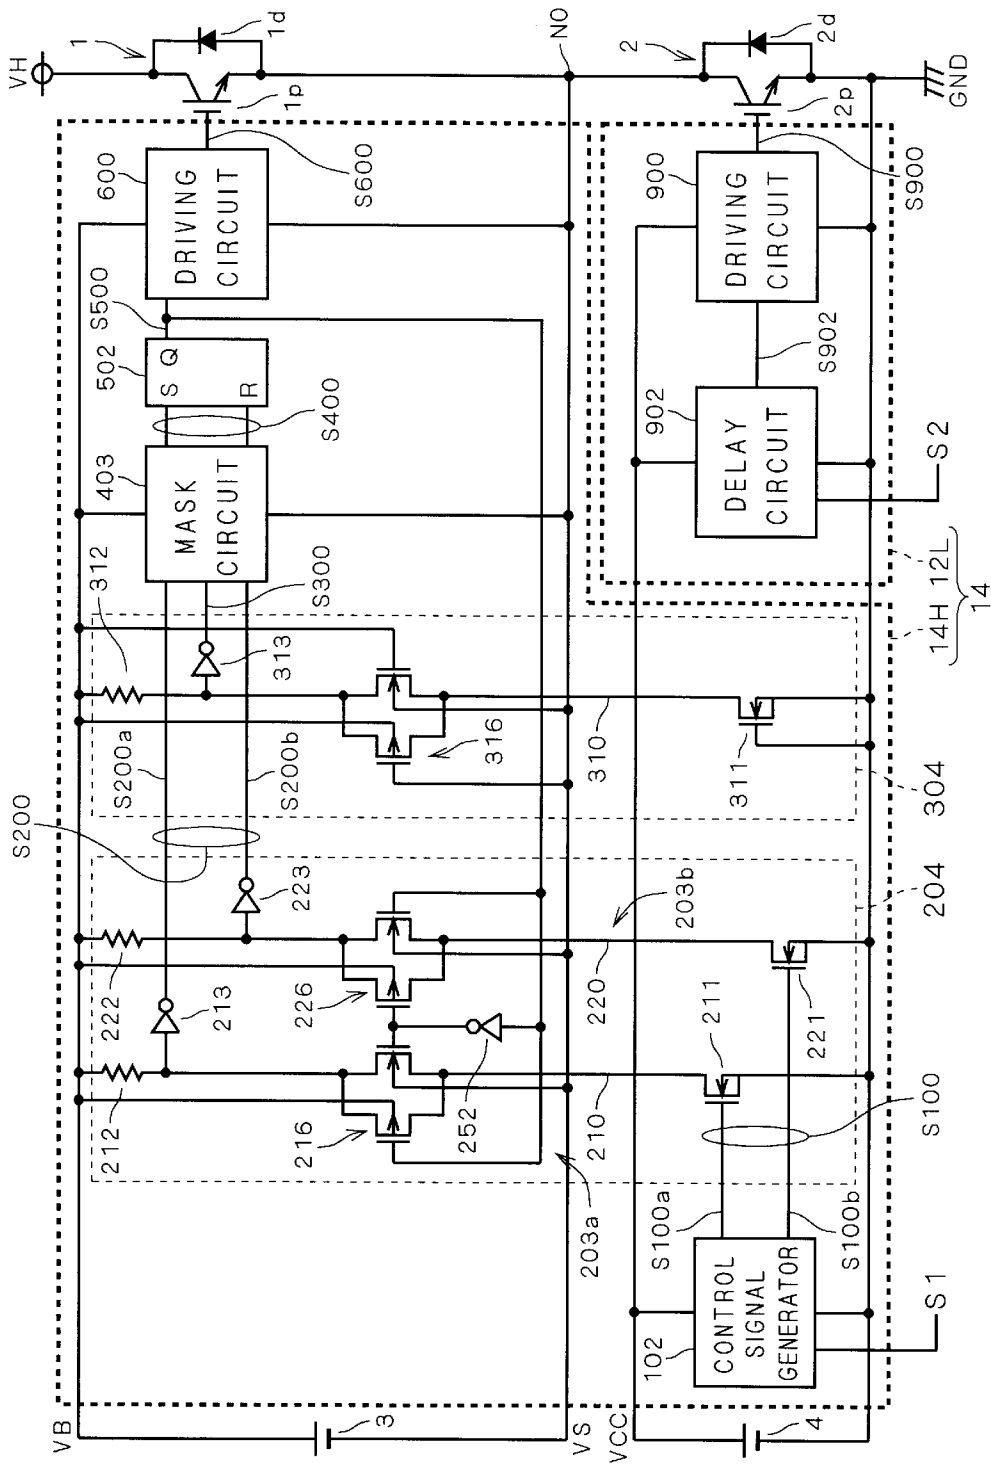 VB
3
VS
VCC
4
102
CONTROL
SIGNAL
GENERATOR
S1
S100a
S100b
S100
212
216
252
203a
210
211
221
213
222
223
226
220
203b
204
S200
S200a
S200b
312
313
316
310
311
304
S300
403
MASK
CIRCUIT
S400
502
S
Q
R
S500
600
DRIVING
CIRCUIT
S600
1p
1
1d
VH
NO
2
2d
2p
GND
900
DRIVING
CIRCUIT
S900
S902
902
DELAY
CIRCUIT
S2
14H
12L
14